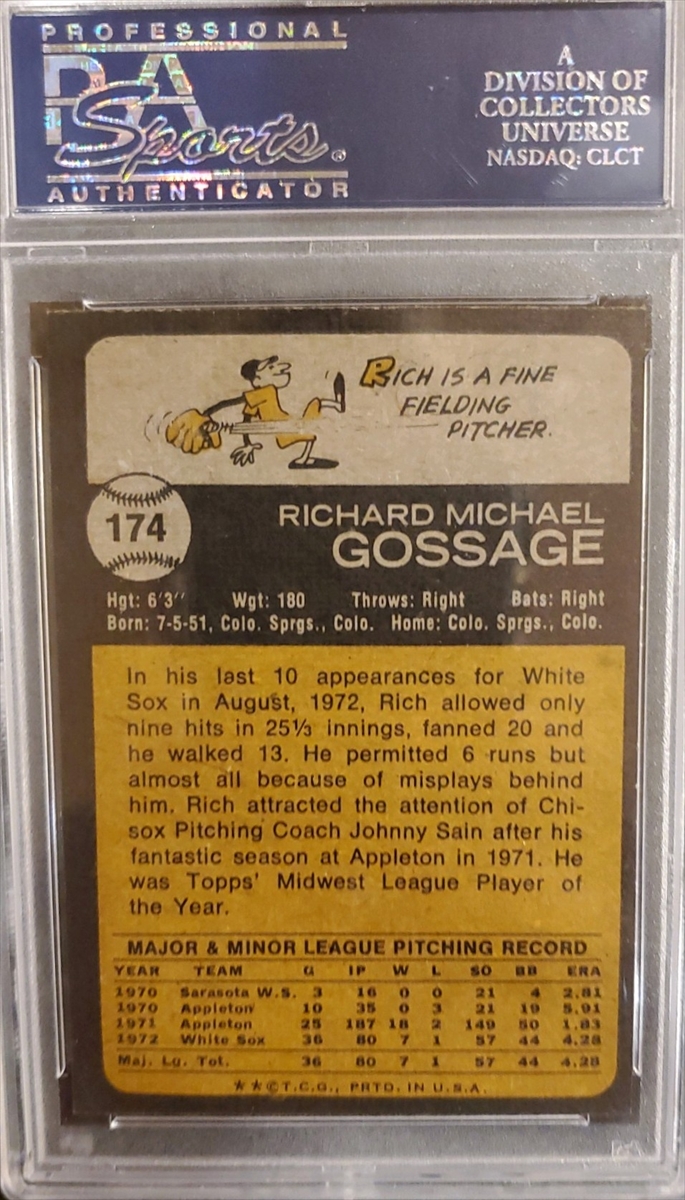 PROFESSIONAL
PSA
Sports®
AUTHENTICATOR
A
DIVISION OF
COLLECTORS
UNIVERSE
NASDAQ: CLCT
RICH IS A FINE
FIELDING
PITCHER.
174
RICHARD MICHAEL
GOSSAGE
Hgt: 6'3" Wgt: 180 Throws: Right Bats: Right
Born: 7-5-51, Colo. Sprgs., Colo. Home: Colo. Sprgs., Colo.
In his last 10 appearances for White
Sox in August, 1972, Rich allowed only
nine hits in 25⅓ innings, fanned 20 and
he walked 13. He permitted 6 runs but
almost all because of misplays behind
him. Rich attracted the attention of Chi-
sox Pitching Coach Johnny Sain after his
fantastic season at Appleton in 1971. He
was Topps' Midwest League Player of
the Year.
MAJOR & MINOR LEAGUE PITCHING RECORD
YEAR TEAM G IP W L SO BB ERA
1970 Sarasota W.S. 3 16 0 0 21 4 2.81
1970 Appleton 10 35 0 3 21 19 5.91
1971 Appleton 25 187 18 2 149 50 1.83
1972 White Sox 36 80 7 1 57 44 4.28
Maj. Lg. Tot. 36 80 7 1 57 44 4.28
★★©T.C.G., PRTD. IN U.S.A.